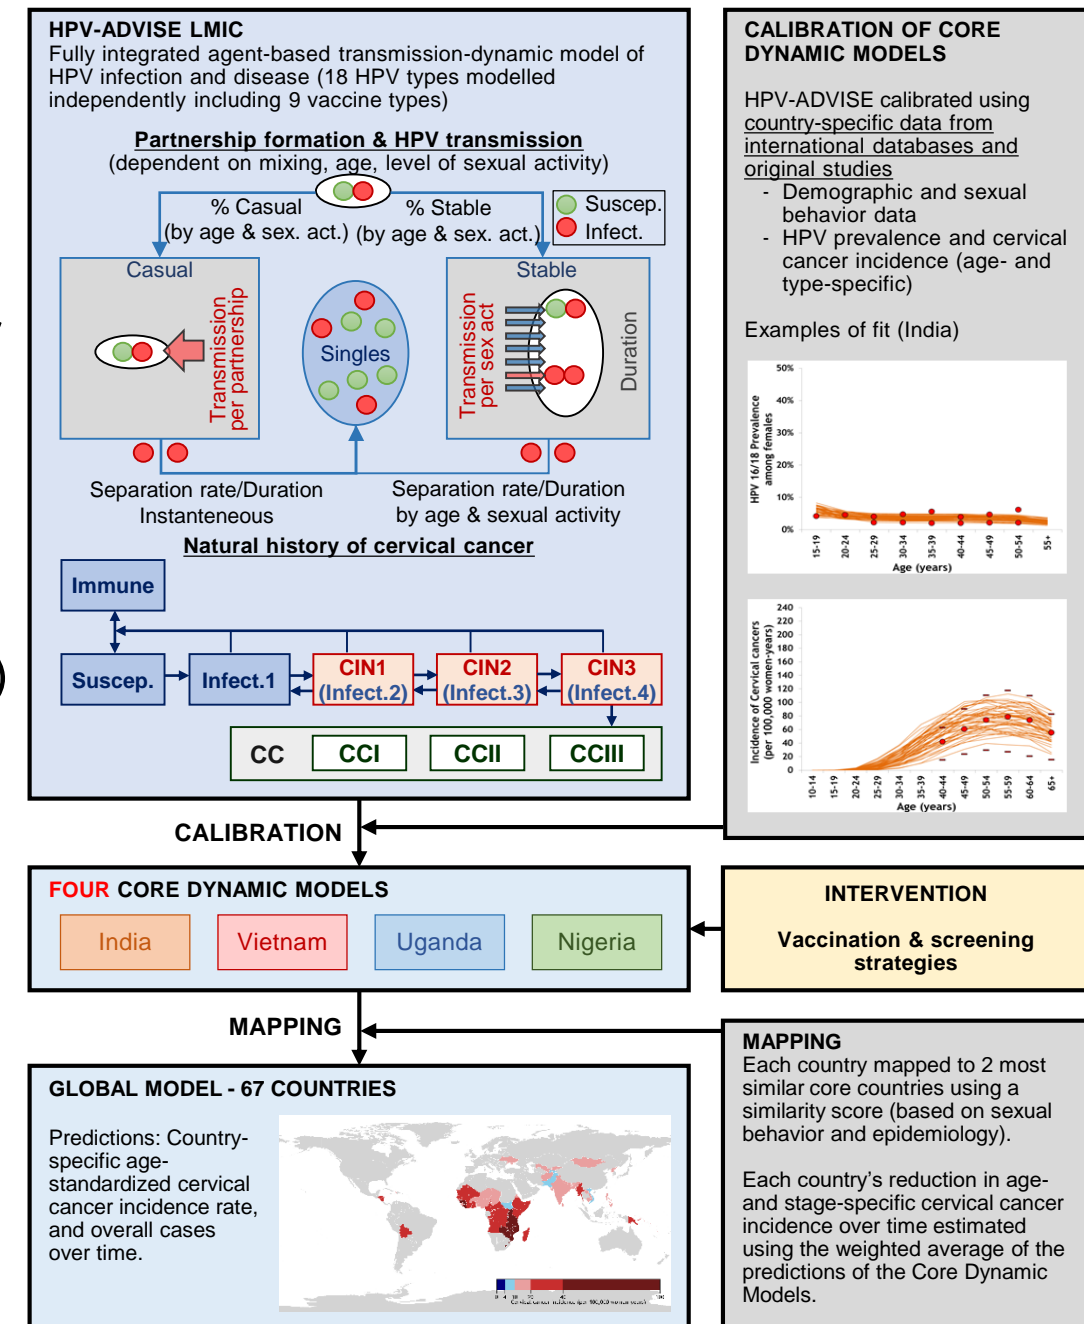 HPV-ADVISE LMIC
Fully integrated agent-based transmission-dynamic model of
HPV infection and disease (18 HPV types modelled
independently including 9 vaccine types)
Partnership formation & HPV transmission
(dependent on mixing, age, level of sexual activity)
% Casual
(by age & sex. act.)
% Stable
(by age & sex. act.)
Suscep.
Infect.
Casual
Transmission
per partnership
Singles
Stable
Transmission
per sex act
Duration
Separation rate/Duration
Instanteneous
Separation rate/Duration
by age & sexual activity
Natural history of cervical cancer
Immune
Suscep.
Infect.1
CIN1
(Infect.2)
CIN2
(Infect.3)
CIN3
(Infect.4)
CC
CCI
CCII
CCIII
CALIBRATION OF CORE
DYNAMIC MODELS
HPV-ADVISE calibrated using
country-specific data from
international databases and
original studies
- Demographic and sexual
behavior data
- HPV prevalence and cervical
cancer incidence (age- and
type-specific)
Examples of fit (India)
HPV 16/18 Prevalence
among females
50%
40%
30%
20%
10%
0%
15-19
20-24
25-29
30-34
35-39
40-44
45-49
50-54
55+
Age (years)
Incidence of Cervical cancers
(per 100,000 women-years)
240
220
200
180
160
140
120
100
80
60
40
20
0
10-14
15-19
20-24
25-29
30-34
35-39
40-44
45-49
50-54
55-59
60-64
65+
Age (years)
CALIBRATION
FOUR CORE DYNAMIC MODELS
India
Vietnam
Uganda
Nigeria
INTERVENTION
Vaccination & screening
strategies
MAPPING
GLOBAL MODEL - 67 COUNTRIES
Predictions: Country-
specific age-
standardized cervical
cancer incidence rate,
and overall cases
over time.
0 4 10 20 40 100
Cervical cancer incidence (per 100,000 women-years)
MAPPING
Each country mapped to 2 most
similar core countries using a
similarity score (based on sexual
behavior and epidemiology).
Each country's reduction in age-
and stage-specific cervical cancer
incidence over time estimated
using the weighted average of the
predictions of the Core Dynamic
Models.